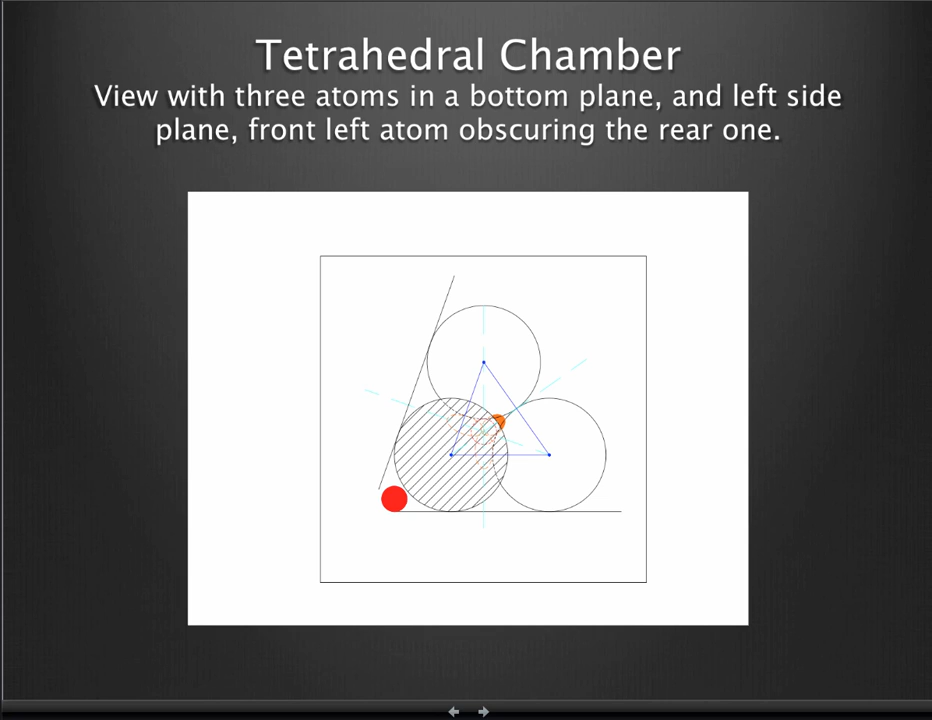 Tetrahedral Chamber
View with three atoms in a bottom plane, and left side
plane, front left atom obscuring the rear one.